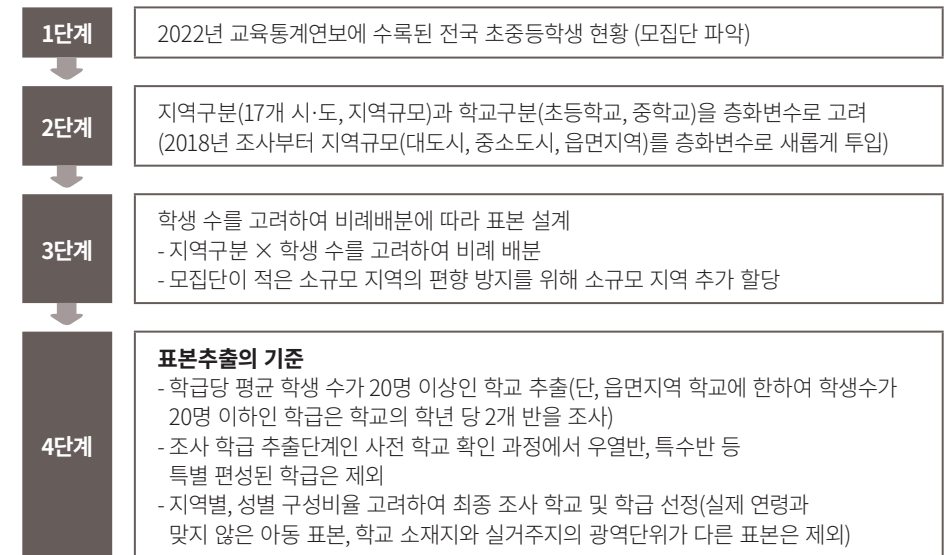 1단계
2022년 교육통계연보에 수록된 전국 초중등학생 현황 (모집단 파악)
2단계
지역구분(17개 시·도, 지역규모)과 학교구분(초등학교, 중학교)을 층화변수로 고려
(2018년 조사부터 지역규모(대도시, 중소도시, 읍면지역)를 층화변수로 새롭게 투입)
3단계
학생 수를 고려하여 비례배분에 따라 표본 설계
- 지역구분 × 학생 수를 고려하여 비례 배분
- 모집단이 적은 소규모 지역의 편향 방지를 위해 소규모 지역 추가 할당
4단계
표본추출의 기준
- 학급당 평균 학생 수가 20명 이상인 학교 추출(단, 읍면지역 학교에 한하여 학생수가
20명 이하인 학급은 학교의 학년 당 2개 반을 조사)
- 조사 학급 추출단계인 사전 학교 확인 과정에서 우열반, 특수반 등
특별 편성된 학급은 제외
- 지역별, 성별 구성비율 고려하여 최종 조사 학교 및 학급 선정(실제 연령과
맞지 않은 아동 표본, 학교 소재지와 실거주지의 광역단위가 다른 표본은 제외)